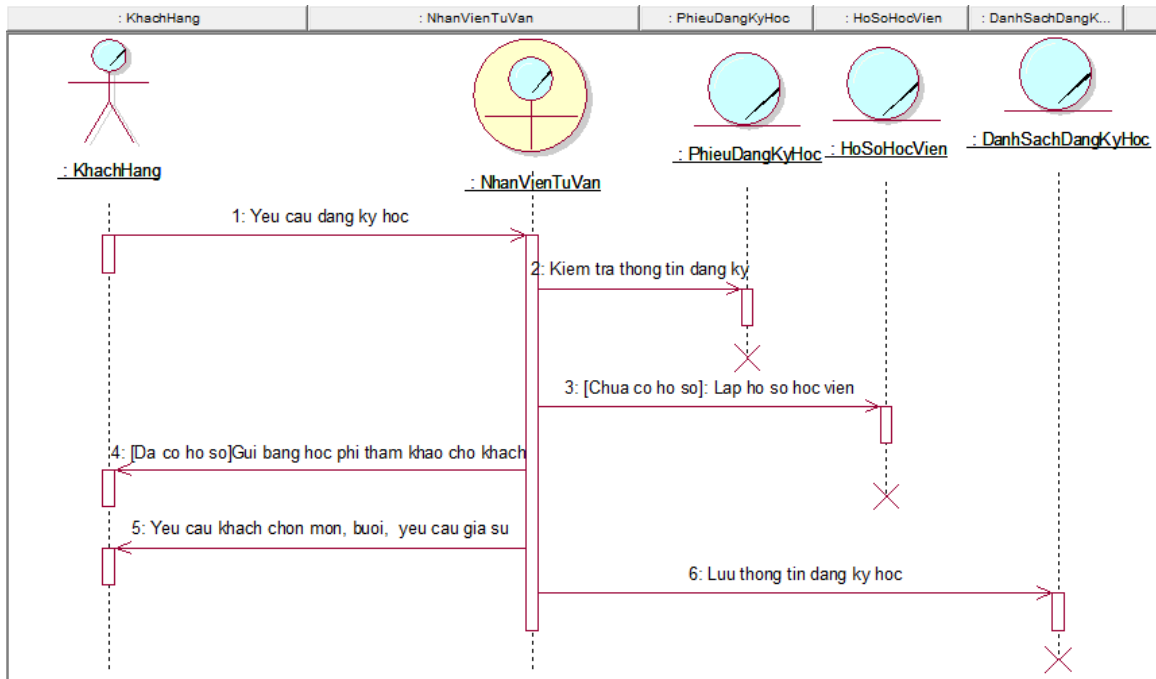 : KhachHang
: NhanVienTuVan
: PhieuDangKyHoc
: HoSoHocVien
: DanhSachDangK...
: KhachHang
: NhanVienTuVan
: PhieuDangKyHoc
: HoSoHocVien
: DanhSachDangKyHoc
1: Yeu cau dang ky hoc
2: Kiem tra thong tin dang ky
3: [Chua co ho so]: Lap ho so hoc vien
4: [Da co ho so]Gui bang hoc phi tham khao cho khach
5: Yeu cau khach chon mon, buoi, yeu cau gia su
6: Luu thong tin dang ky hoc